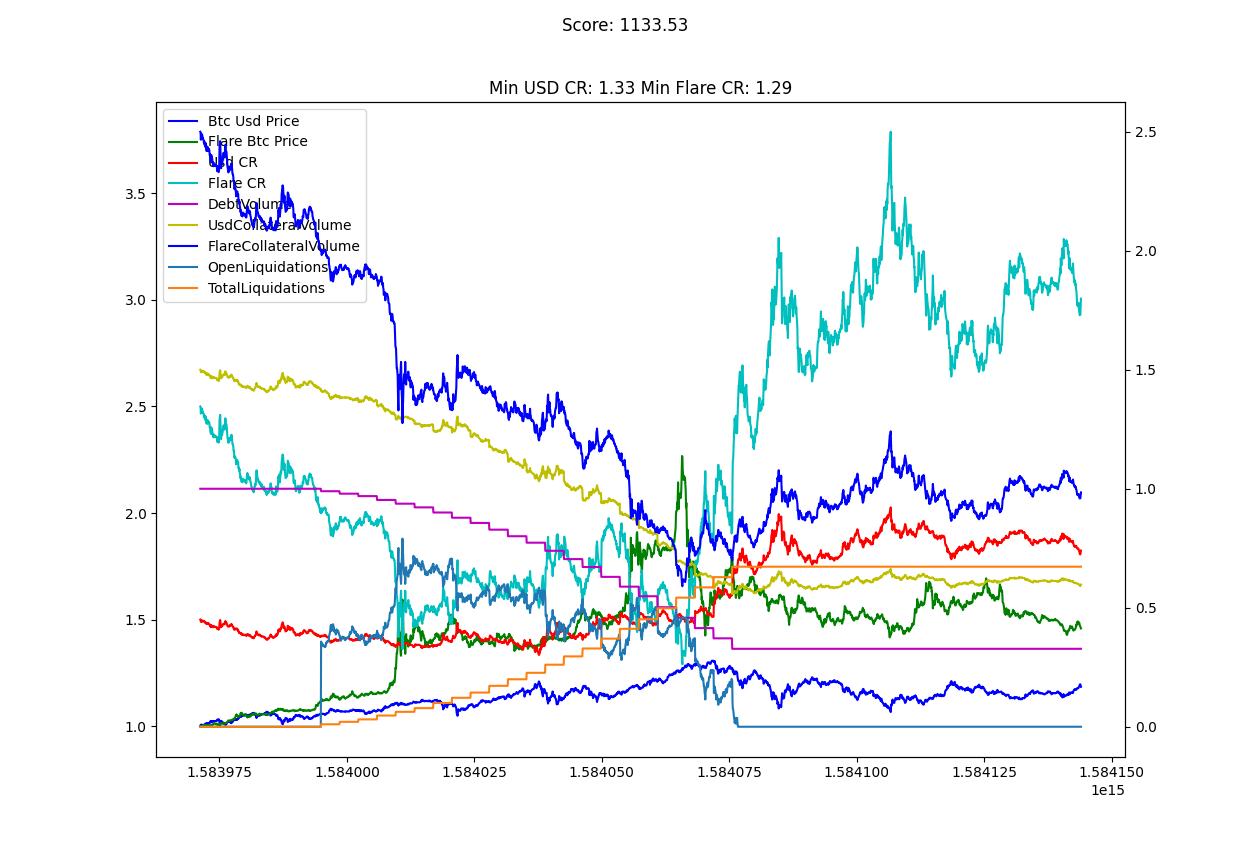 Score: 1133.53
Min USD CR: 1.33 Min Flare CR: 1.29
Btc Usd Price
Flare Btc Price
Usd CR
Flare CR
DebtVolume
UsdCollateralVolume
FlareCollateralVolume
OpenLiquidations
TotalLiquidations
3.5
3.0
2.5
2.0
1.5
1.0
2.5
2.0
1.5
1.0
0.5
0.0
1.583975 1.584000 1.584025 1.584050 1.584075 1.584100 1.584125 1.584150
1e15